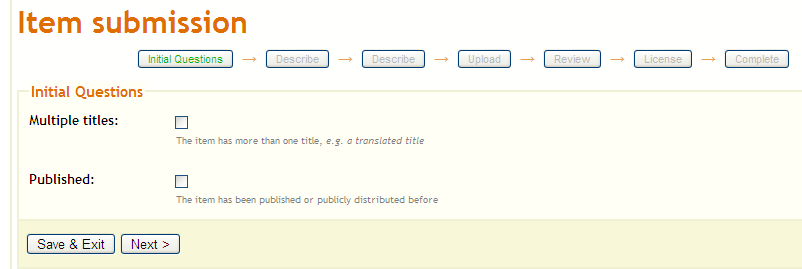 Item submission
Initial Questions → Describe → Describe → Upload → Review → License → Complete
Initial Questions
Multiple titles:
The item has more than one title, e.g. a translated title
Published:
The item has been published or publicly distributed before
Save & Exit Next >